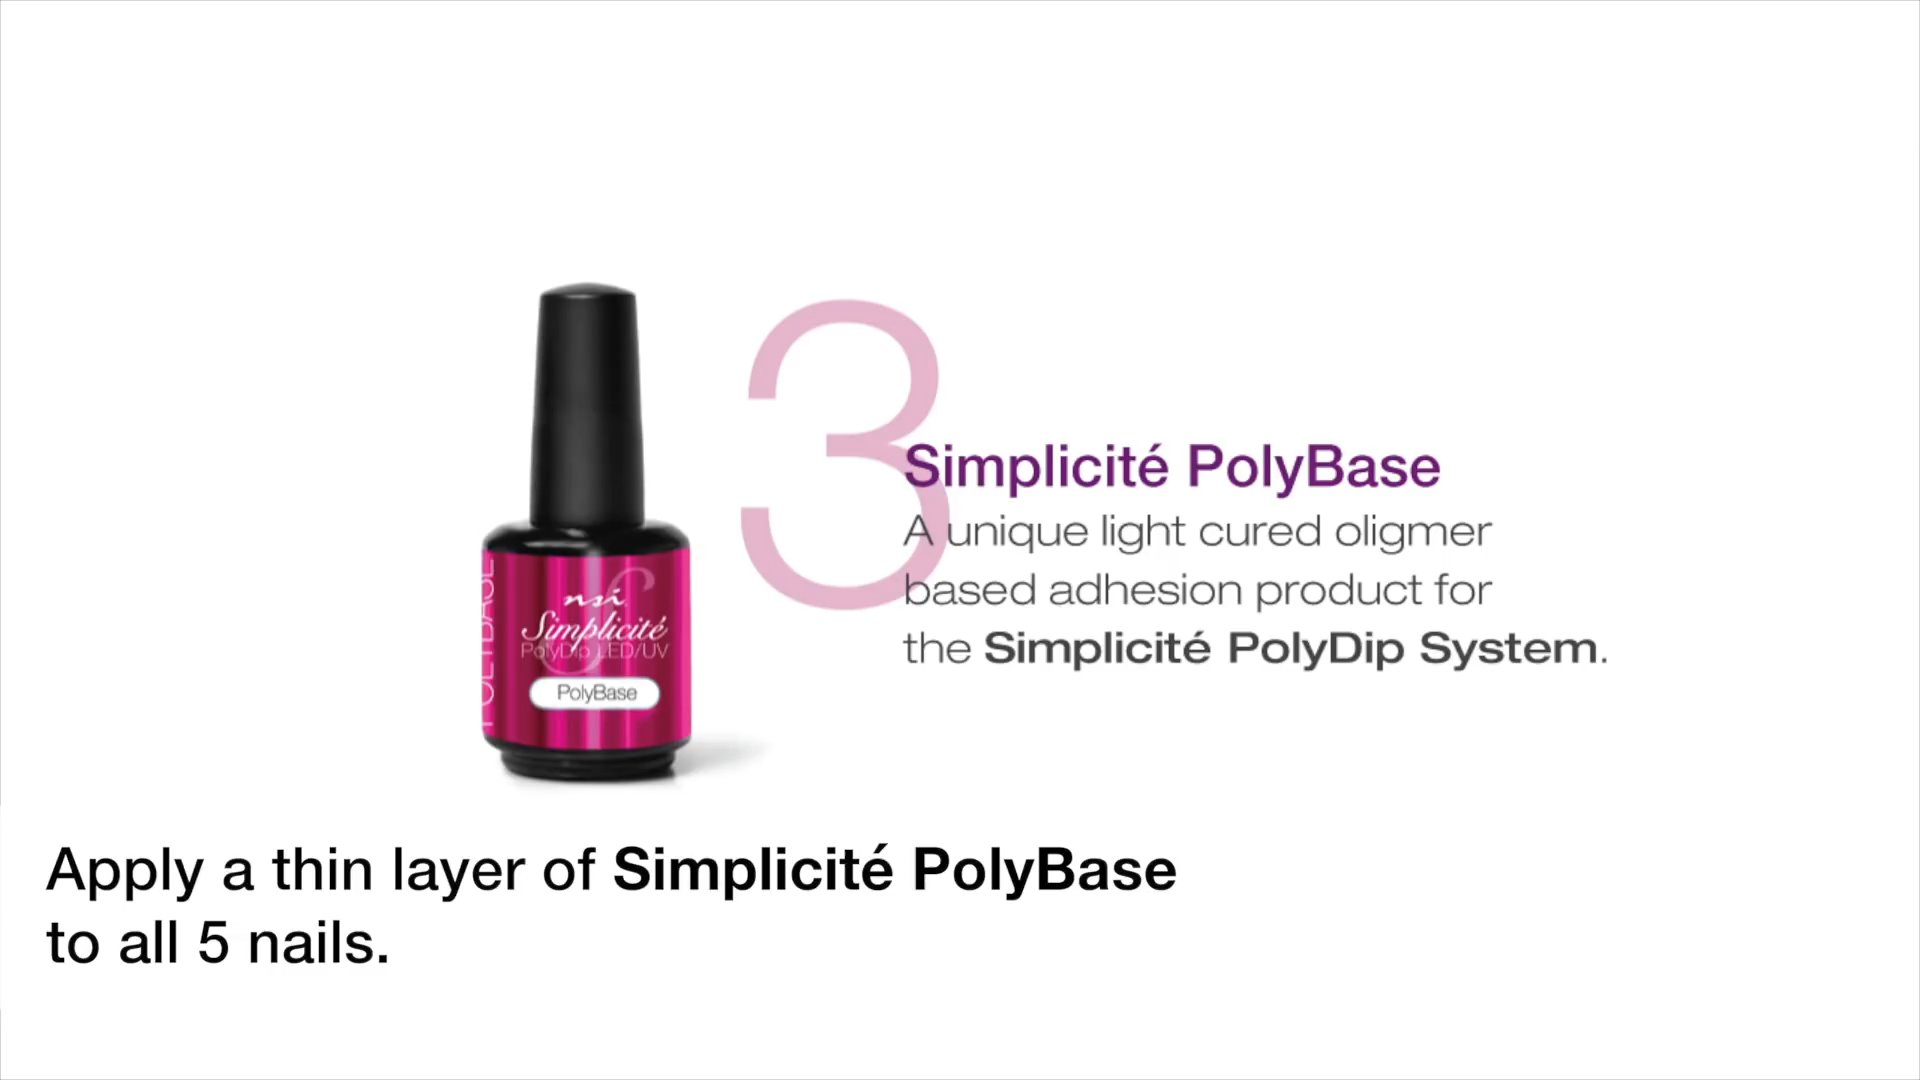 3
Simplicité PolyBase
A unique light cured oligmer
based adhesion product for
the Simplicité PolyDip System.
POLYBASE
nsi
Simplicité
PolyDip LED/UV
PolyBase
Apply a thin layer of Simplicité PolyBase
to all 5 nails.